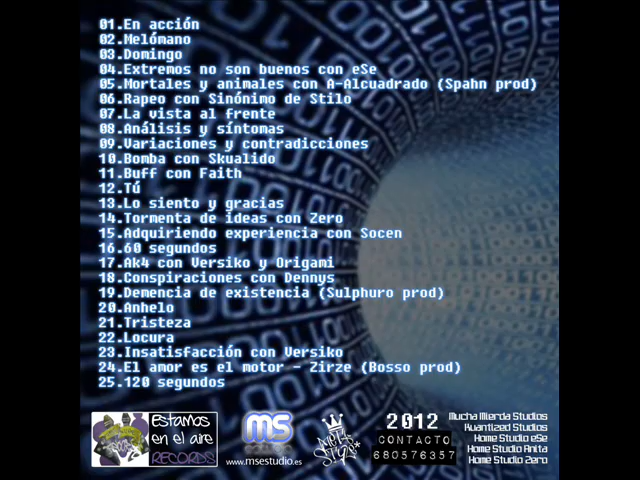 01.En acción
02.Melómano
03.Domingo
04.Extremos no son buenos con eSe
05.Mortales y animales con A-Alcuadrado (Spahn prod)
06.Rapeo con Sinónimo de Stilo
07.La vista al frente
08.Análisis y síntomas
09.Variaciones y contradicciones
10.Bomba con Skualido
11.Buff con Faith
12.Tú
13.Lo siento y gracias
14.Tormenta de ideas con Zero
15.Adquiriendo experiencia con Socen
16.60 segundos
17.Ak4 con Versiko y Origami
18.Conspiraciones con Dennys
19.Demencia de existencia (Sulphuro prod)
20.Anhelo
21.Tristeza
22.Locura
23.Insatisfacción con Versiko
24.El amor es el motor - Zirze (Bosso prod)
25.120 segundos
Estamos
en el aire
RECORDS
ms
www.msestudio.es
2012
CONTACTO
680576357
Mucha Mierda Studios
Kuantized Studios
Home Studio eSe
Home Studio Anita
Home Studio Zero